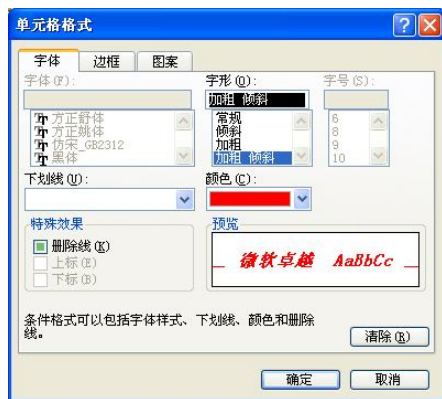 单元格格式
字体 边框 图案
字体(F): 字形(O): 字号(S):
加粗 倾斜
方正舒体 常规 6
方正姚体 倾斜 8
仿宋_GB2312 加粗 9
黑体 加粗 倾斜 10
下划线(U): 颜色(C):
特殊效果 预览
删除线(K)
上标(E)
下标(B)
微软卓越 AaBbCc
条件格式可以包括字体样式、下划线、颜色和删除
线。
清除(R)
确定 取消